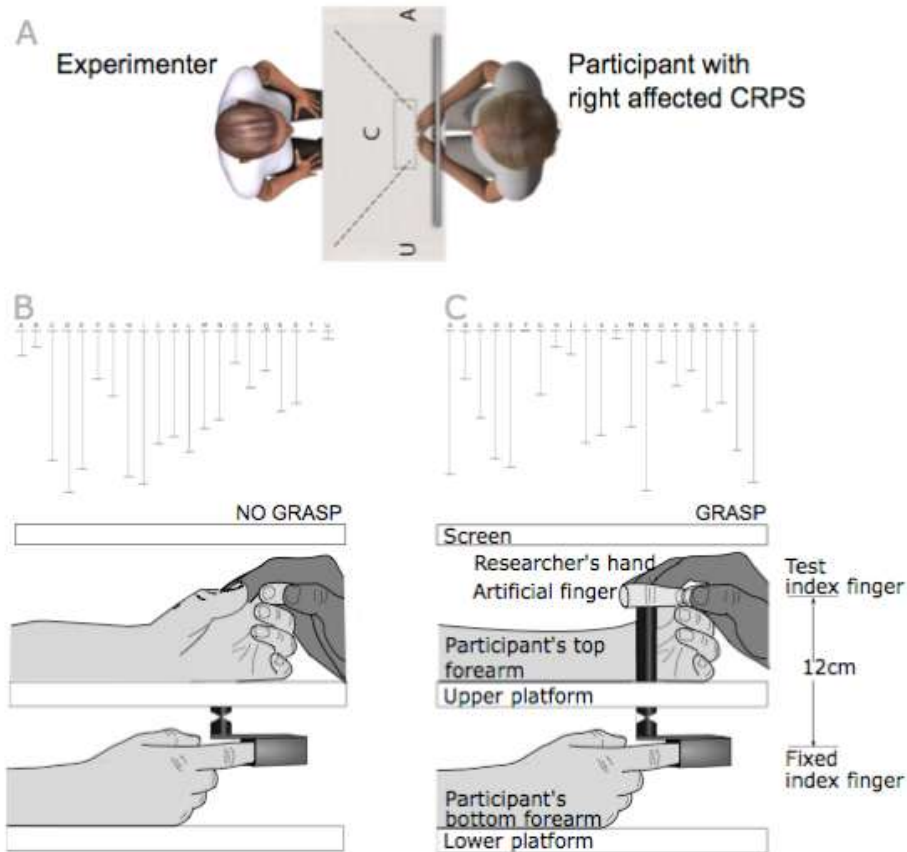 A
Experimenter
Participant with
right affected CRPS
A
C
U
B
C
NO GRASP
GRASP
Screen
Researcher's hand
Artificial finger
Test
index finger
Participant's top
forearm
12cm
Upper platform
Fixed
index finger
Participant's
bottom forearm
Lower platform